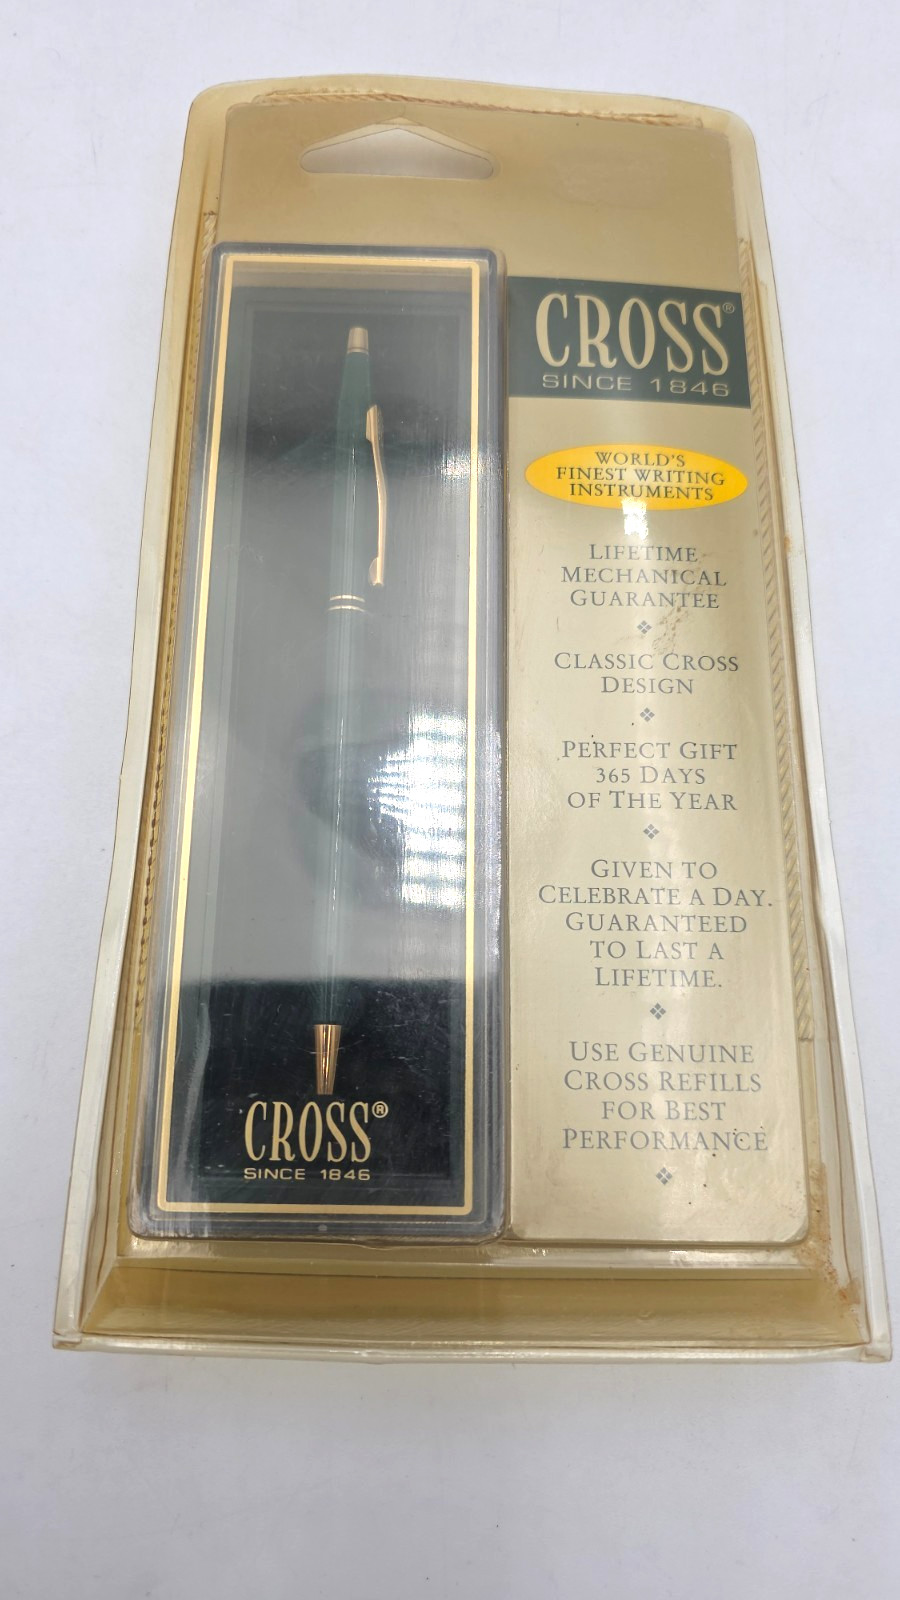 CROSS®
SINCE 1846
WORLD'S
FINEST WRITING
INSTRUMENTS
LIFETIME
MECHANICAL
GUARANTEE
CLASSIC CROSS
DESIGN
PERFECT GIFT
365 DAYS
OF THE YEAR
GIVEN TO
CELEBRATE A DAY.
GUARANTEED
TO LAST A
LIFETIME.
USE GENUINE
CROSS REFILLS
FOR BEST
PERFORMANCE
CROSS®
SINCE 1846